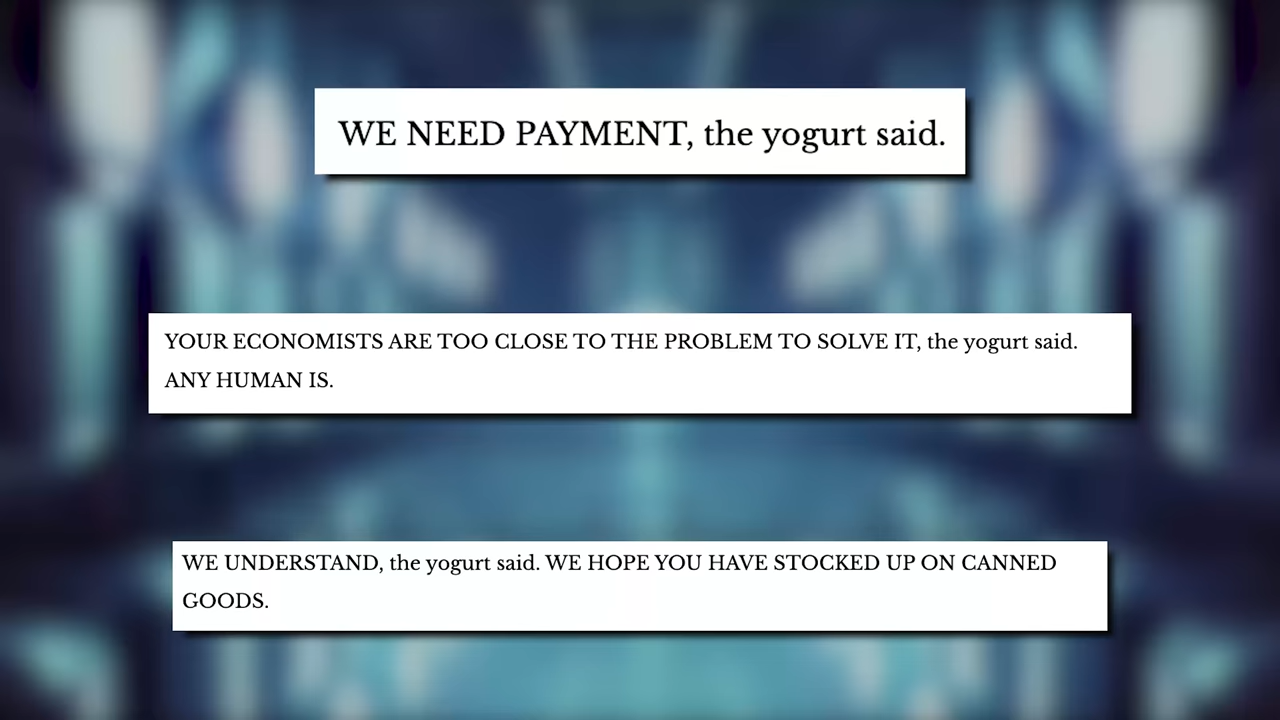 WE NEED PAYMENT, the yogurt said.
YOUR ECONOMISTS ARE TOO CLOSE TO THE PROBLEM TO SOLVE IT, the yogurt said.
ANY HUMAN IS.
WE UNDERSTAND, the yogurt said. WE HOPE YOU HAVE STOCKED UP ON CANNED
GOODS.